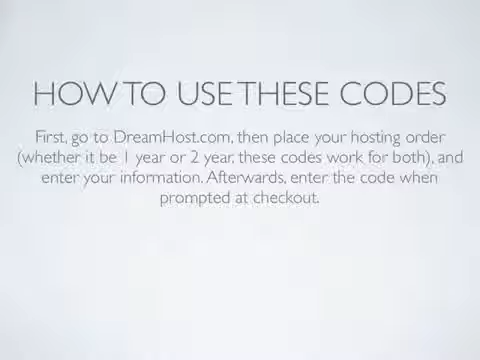 HOW TO USE THESE CODES
First, go to DreamHost.com, then place your hosting order
(whether it be 1 year or 2 year, these codes work for both), and
enter your information. Afterwards, enter the code when
prompted at checkout.